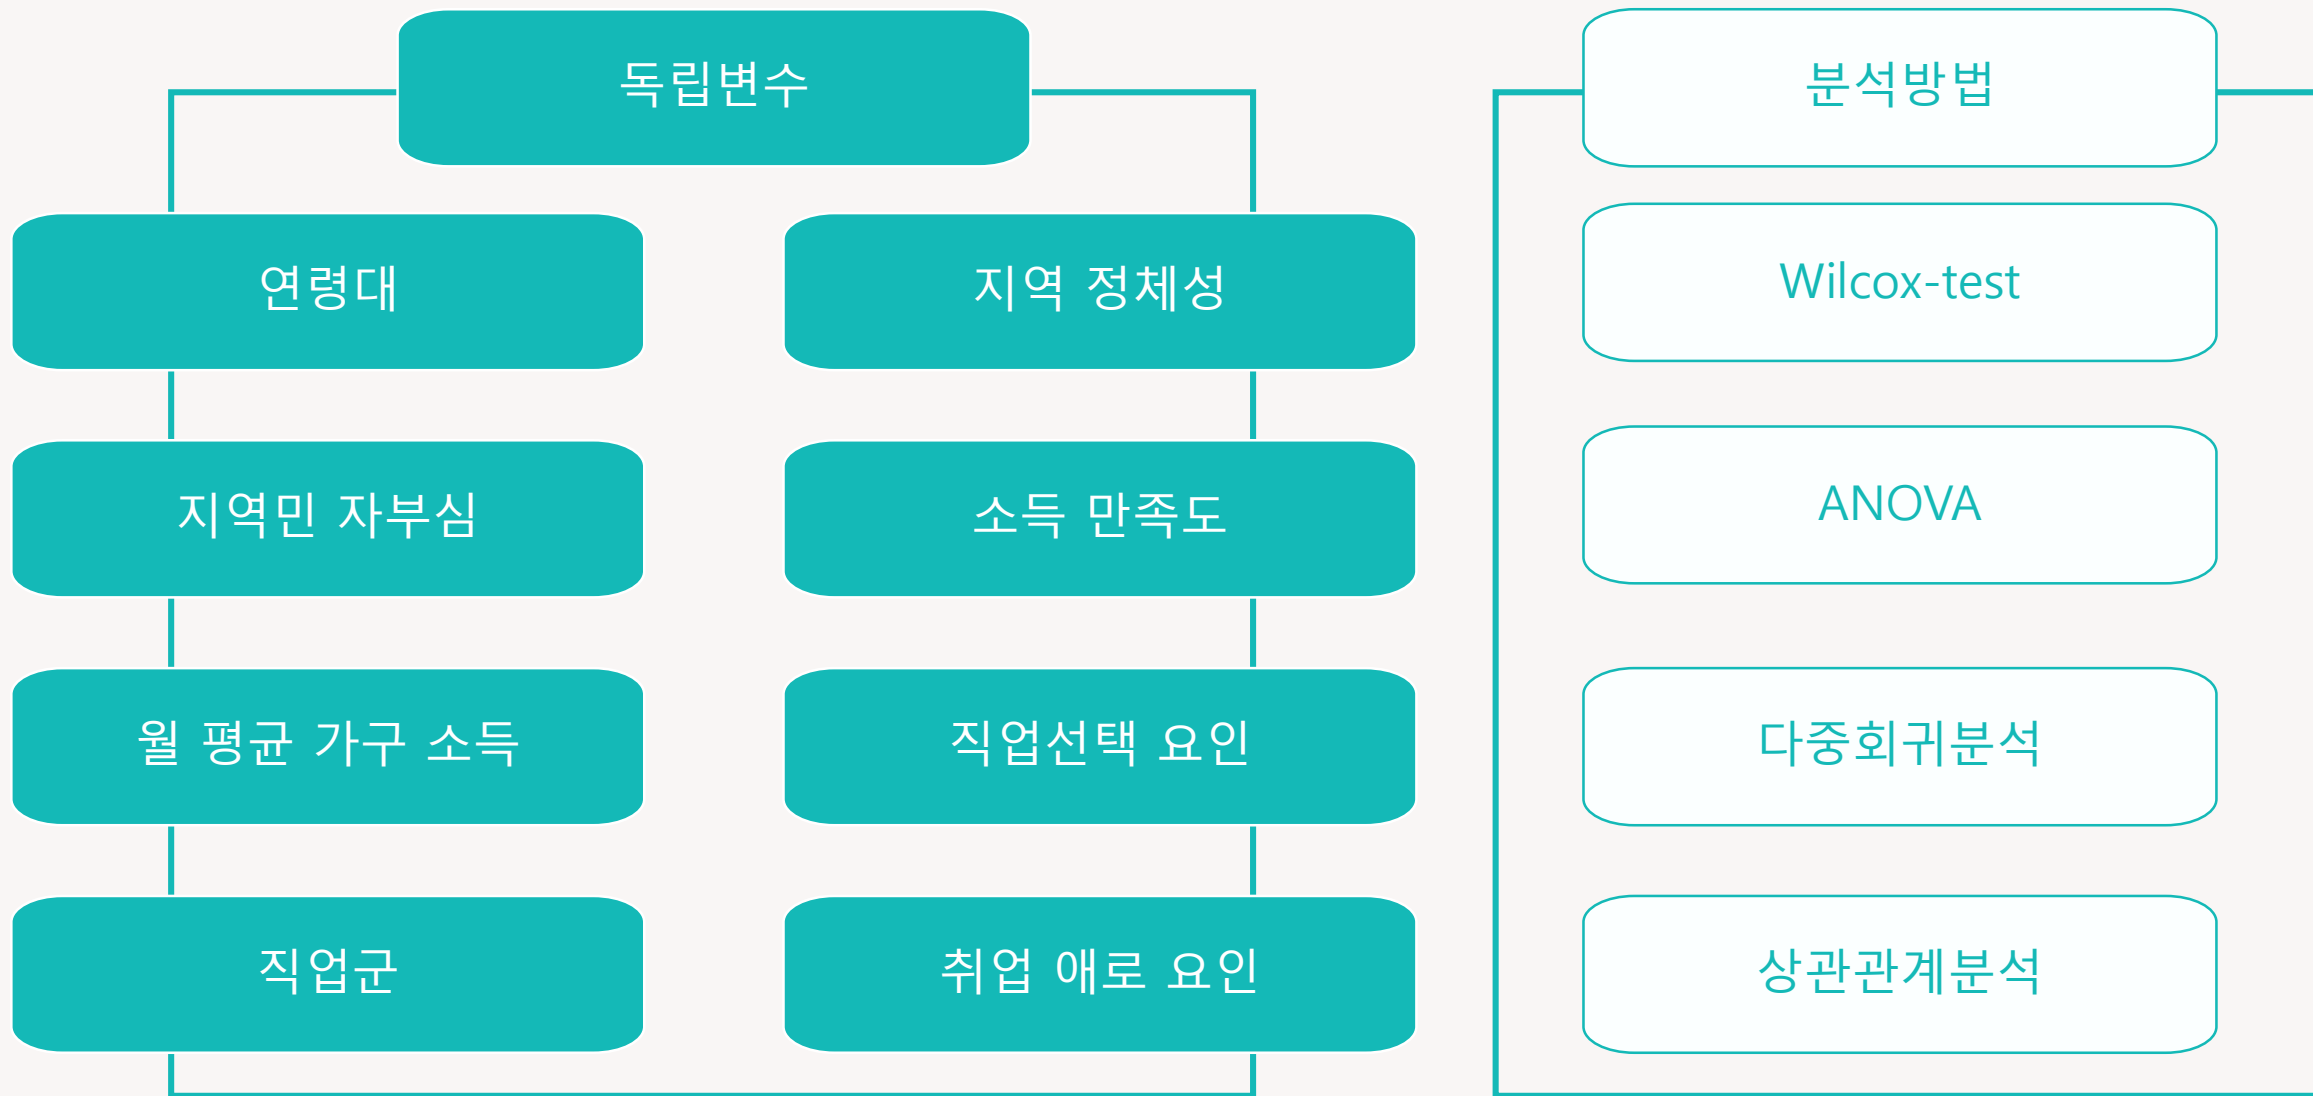 독립변수
연령대
지역 정체성
지역민 자부심
소득 만족도
월 평균 가구 소득
직업선택 요인
직업군
취업 애로 요인
분석방법
Wilcox-test
ANOVA
다중회귀분석
상관관계분석